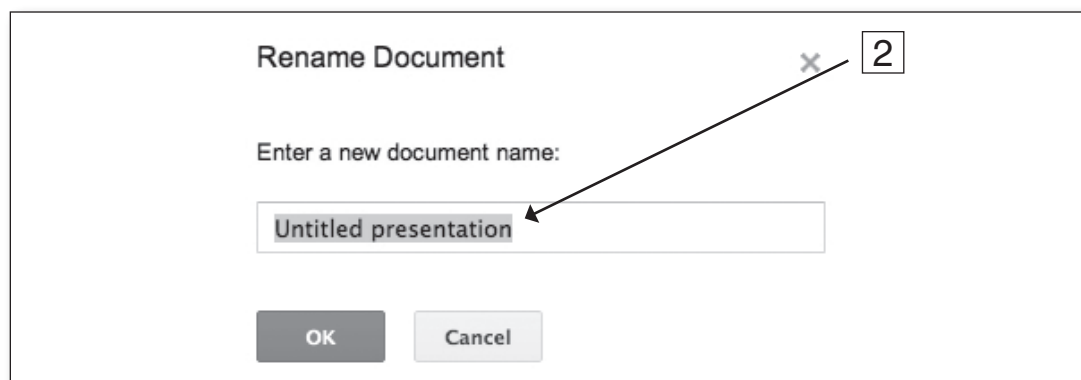 Rename Document
2
Enter a new document name:
Untitled presentation
OK Cancel